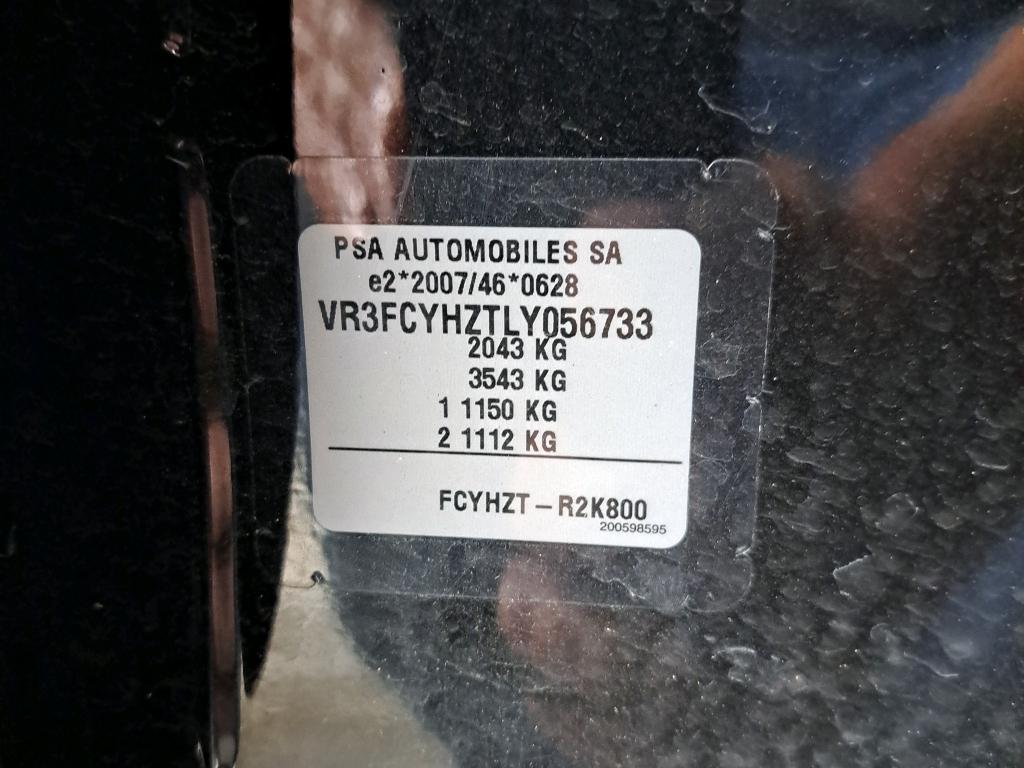 PSA AUTOMOBILES SA
e2*2007/46*0628
VR3FCYHZTLY056733
2043 KG
3543 KG
1 1150 KG
2 1112 KG
FCYHZT – R2K800
200598595